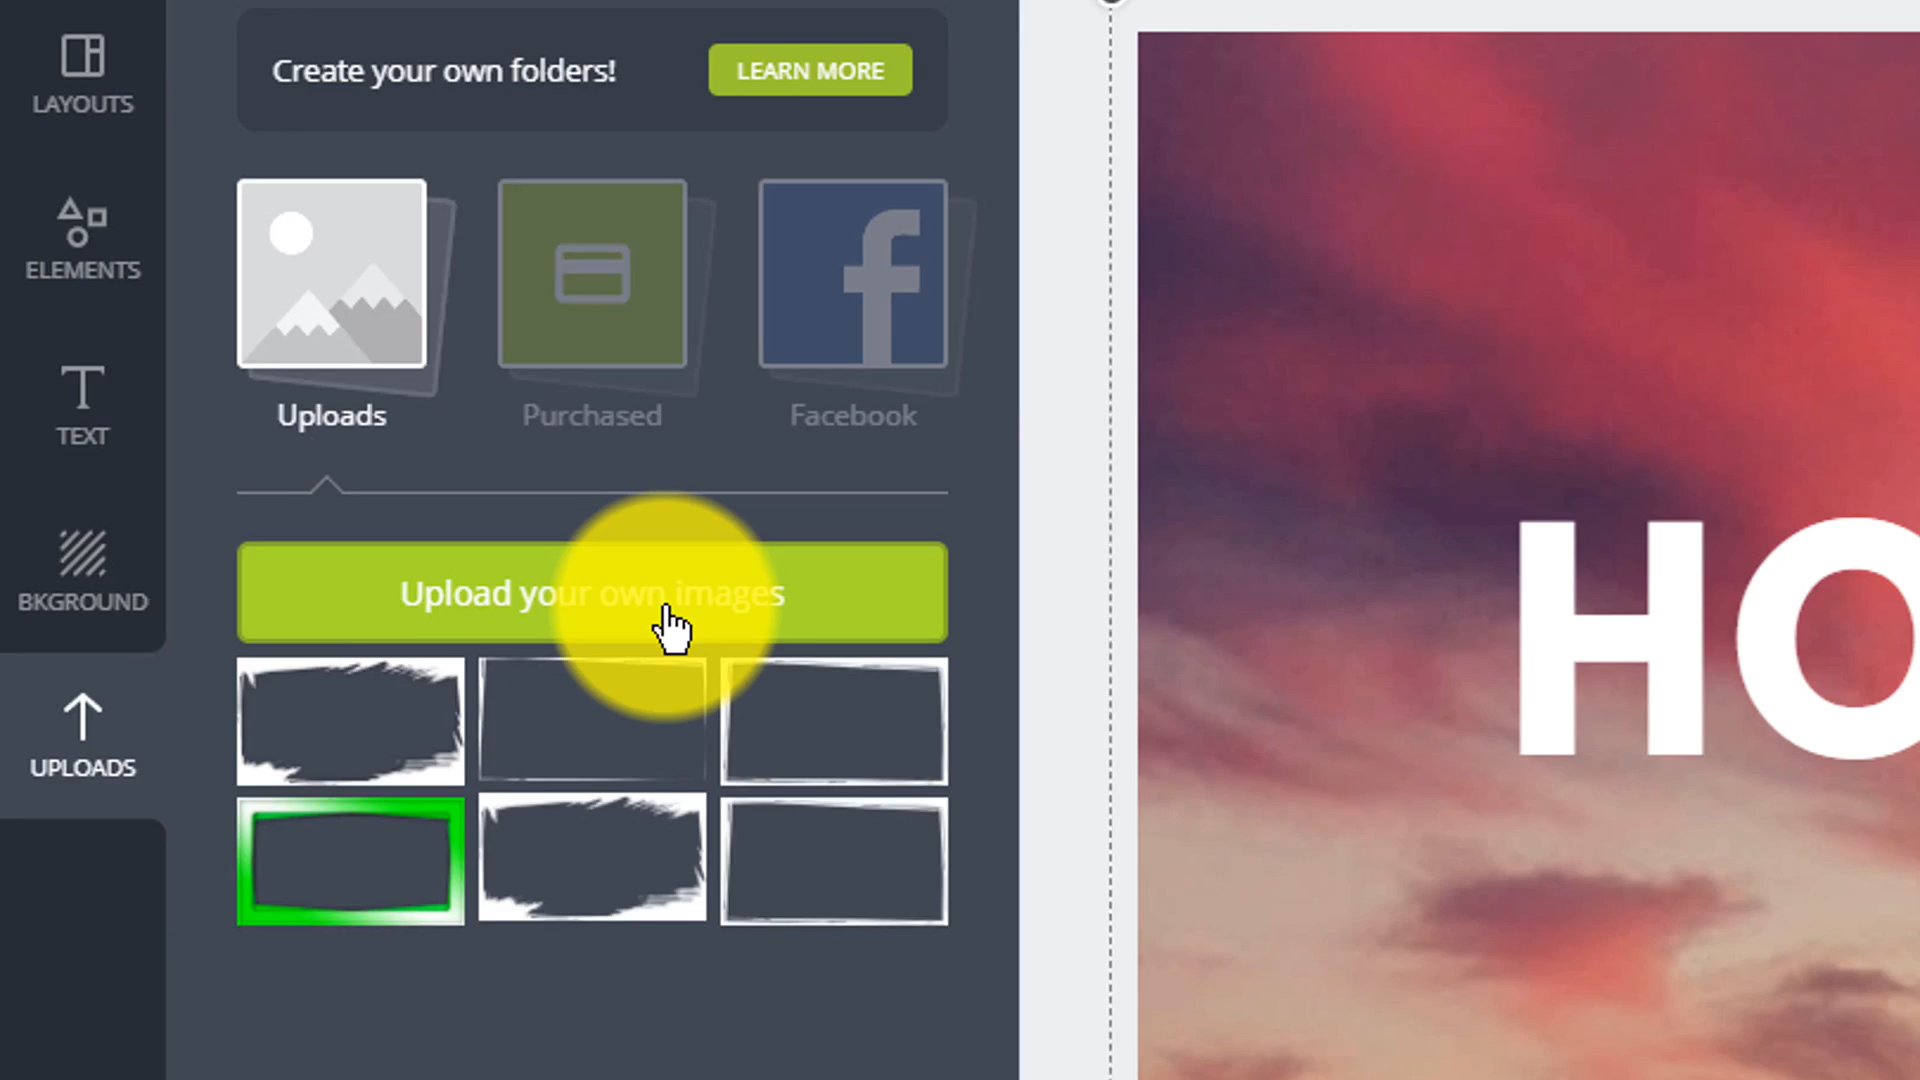 LAYOUTS
ELEMENTS
TEXT
BKGROUND
UPLOADS
Create your own folders!
LEARN MORE
Uploads
Purchased
Facebook
Upload your own images
HO